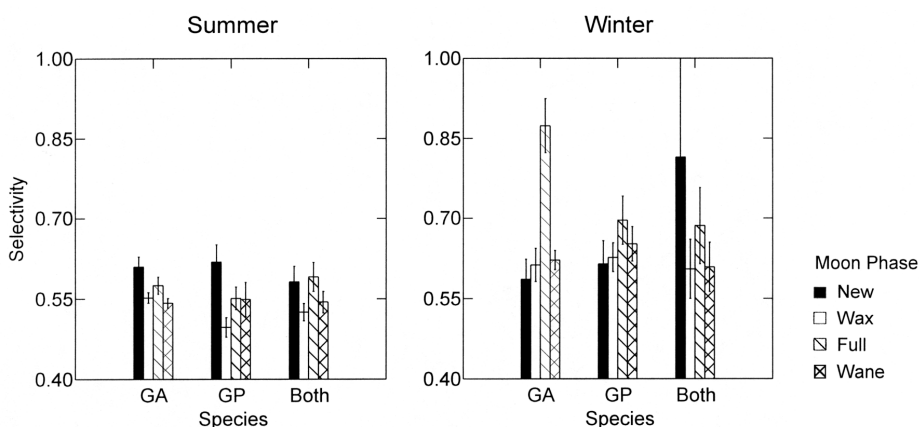 Summer
Winter
1.00
0.85
0.70
0.55
0.40
Selectivity
GA
GP
Both
Species
1.00
0.85
0.70
0.55
0.40
GA
GP
Both
Species
Moon Phase
New
Wax
Full
Wane